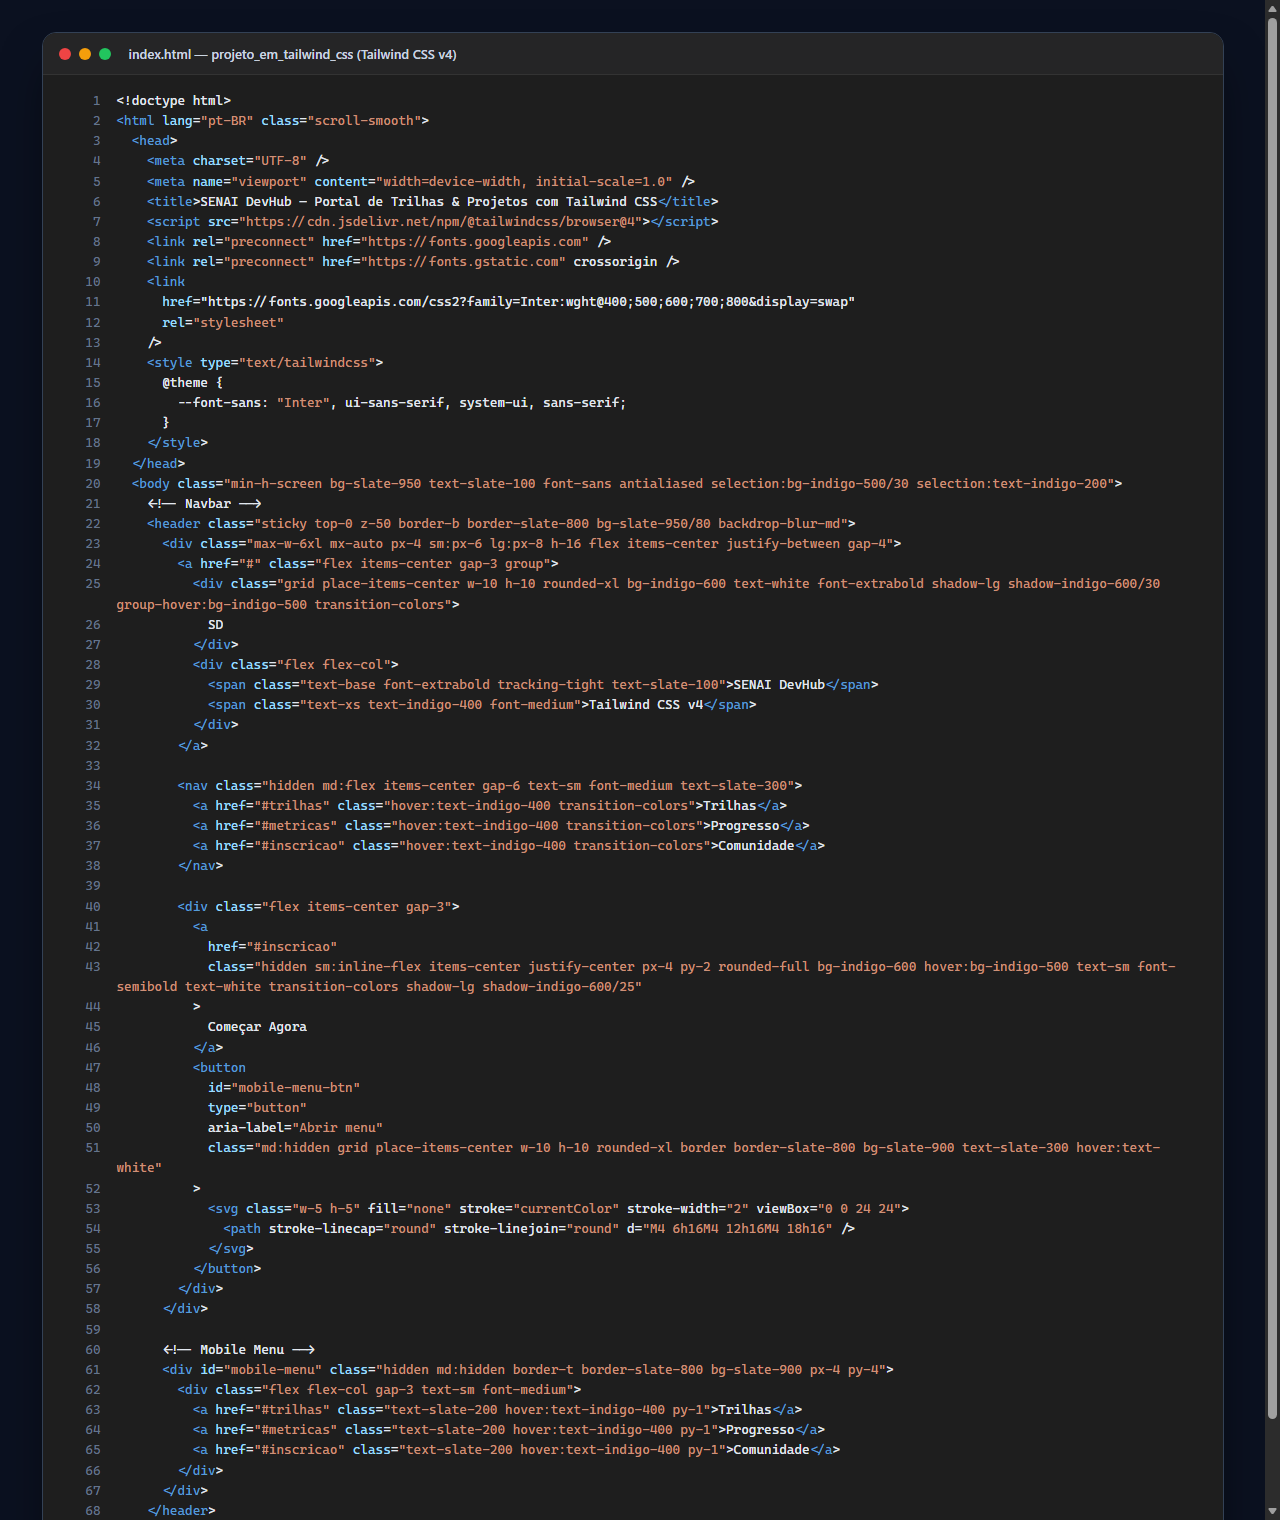 index.html — projeto_em_tailwind_css (Tailwind CSS v4)
1 <!doctype html>
2 <html lang="pt-BR" class="scroll-smooth">
3   <head>
4     <meta charset="UTF-8" />
5     <meta name="viewport" content="width=device-width, initial-scale=1.0" />
6     <title>SENAI DevHub — Portal de Trilhas & Projetos com Tailwind CSS</title>
7     <script src="https://cdn.jsdelivr.net/npm/@tailwindcss/browser@4"></script>
8     <link rel="preconnect" href="https://fonts.googleapis.com" />
9     <link rel="preconnect" href="https://fonts.gstatic.com" crossorigin />
10     <link
11       href="https://fonts.googleapis.com/css2?family=Inter:wght@400;500;600;700;800&display=swap"
12       rel="stylesheet"
13     />
14     <style type="text/tailwindcss">
15       @theme {
16         --font-sans: "Inter", ui-sans-serif, system-ui, sans-serif;
17       }
18     </style>
19   </head>
20   <body class="min-h-screen bg-slate-950 text-slate-100 font-sans antialiased selection:bg-indigo-500/30 selection:text-indigo-200">
21     <!-- Navbar -->
22     <header class="sticky top-0 z-50 border-b border-slate-800 bg-slate-950/80 backdrop-blur-md">
23       <div class="max-w-6xl mx-auto px-4 sm:px-6 lg:px-8 h-16 flex items-center justify-between gap-4">
24         <a href="#" class="flex items-center gap-3 group">
25           <div class="grid place-items-center w-10 h-10 rounded-xl bg-indigo-600 text-white font-extrabold shadow-lg shadow-indigo-600/30
group-hover:bg-indigo-500 transition-colors">
26             SD
27           </div>
28           <div class="flex flex-col">
29             <span class="text-base font-extrabold tracking-tight text-slate-100">SENAI DevHub</span>
30             <span class="text-xs text-indigo-400 font-medium">Tailwind CSS v4</span>
31           </div>
32         </a>
33
34         <nav class="hidden md:flex items-center gap-6 text-sm font-medium text-slate-300">
35           <a href="#trilhas" class="hover:text-indigo-400 transition-colors">Trilhas</a>
36           <a href="#metricas" class="hover:text-indigo-400 transition-colors">Progresso</a>
37           <a href="#inscricao" class="hover:text-indigo-400 transition-colors">Comunidade</a>
38         </nav>
39
40         <div class="flex items-center gap-3">
41           <a
42             href="#inscricao"
43             class="hidden sm:inline-flex items-center justify-center px-4 py-2 rounded-full bg-indigo-600 hover:bg-indigo-500 text-sm font-
semibold text-white transition-colors shadow-lg shadow-indigo-600/25"
44           >
45             Começar Agora
46           </a>
47           <button
48             id="mobile-menu-btn"
49             type="button"
50             aria-label="Abrir menu"
51             class="md:hidden grid place-items-center w-10 h-10 rounded-xl border border-slate-800 bg-slate-900 text-slate-300 hover:text-
white"
52           >
53             <svg class="w-5 h-5" fill="none" stroke="currentColor" stroke-width="2" viewBox="0 0 24 24">
54               <path stroke-linecap="round" stroke-linejoin="round" d="M4 6h16M4 12h16M4 18h16" />
55             </svg>
56           </button>
57         </div>
58       </div>
59
60       <!-- Mobile Menu -->
61       <div id="mobile-menu" class="hidden md:hidden border-t border-slate-800 bg-slate-900 px-4 py-4">
62         <div class="flex flex-col gap-3 text-sm font-medium">
63           <a href="#trilhas" class="text-slate-200 hover:text-indigo-400 py-1">Trilhas</a>
64           <a href="#metricas" class="text-slate-200 hover:text-indigo-400 py-1">Progresso</a>
65           <a href="#inscricao" class="text-slate-200 hover:text-indigo-400 py-1">Comunidade</a>
66         </div>
67       </div>
68     </header>